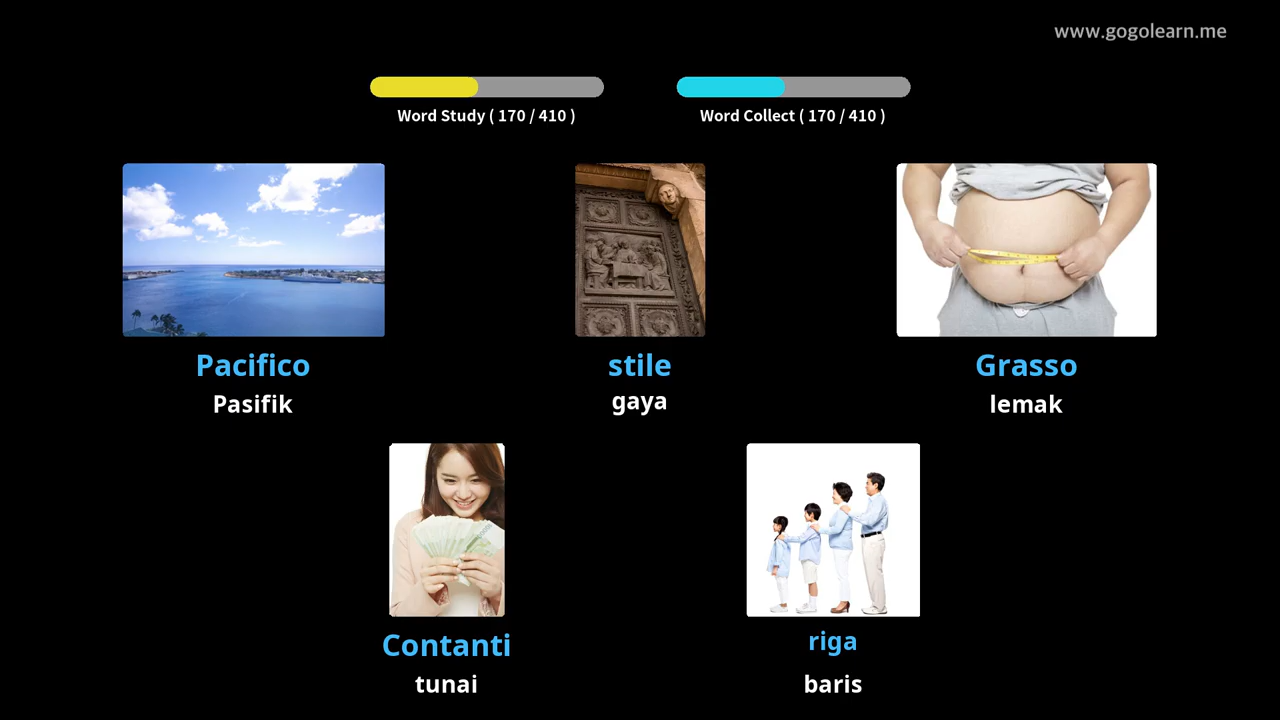 www.gogolearn.me
Word Study ( 170 / 410 )
Word Collect ( 170 / 410 )
Pacifico
Pasifik
stile
gaya
Grasso
lemak
Contanti
tunai
riga
baris